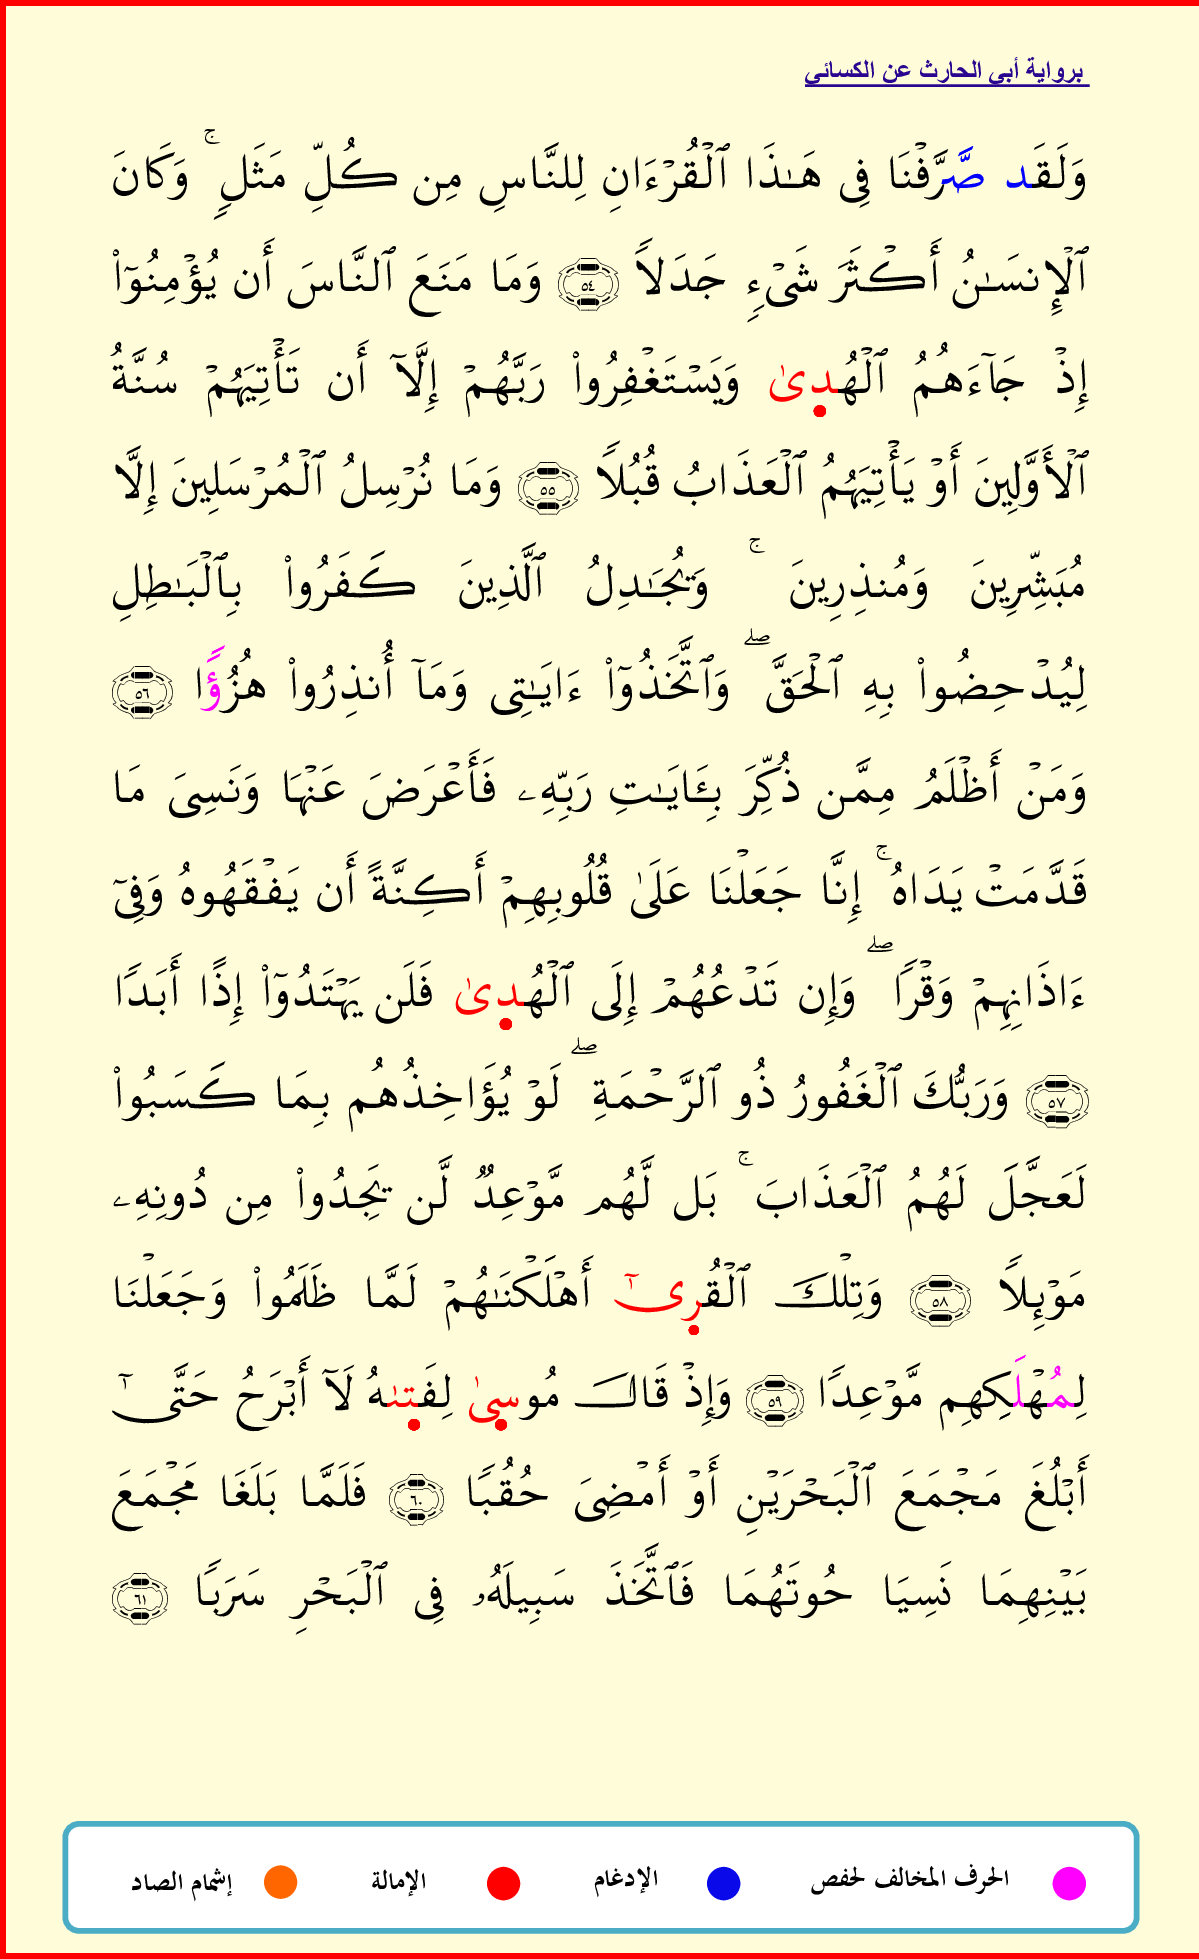 برواية أبي الحارث عن الكسائي
وَلَقَد صَّرَّفْنَا فِى هَـٰذَا ٱلْقُرْءَانِ لِلنَّاسِ مِن كُلِّ مَثَلٍ ۚ وَكَانَ
ٱلْإِنسَـٰنُ أَكْثَرَ شَىْءٍ جَدَلًا ٥٤ وَمَا مَنَعَ ٱلنَّاسَ أَن يُؤْمِنُوٓا۟
إِذْ جَآءَهُمُ ٱلْهُدِىٰ وَيَسْتَغْفِرُوا۟ رَبَّهُمْ إِلَّآ أَن تَأْتِيَهُمْ سُنَّةُ
ٱلْأَوَّلِينَ أَوْ يَأْتِيَهُمُ ٱلْعَذَابُ قُبُلًا ٥٥ وَمَا نُرْسِلُ ٱلْمُرْسَلِينَ إِلَّا
مُبَشِّرِينَ وَمُنذِرِينَ ۚ وَيُجَـٰدِلُ ٱلَّذِينَ كَفَرُوا۟ بِٱلْبَـٰطِلِ
لِيُدْحِضُوا۟ بِهِ ٱلْحَقَّ ۖ وَٱتَّخَذُوٓا۟ ءَايَـٰتِى وَمَآ أُنذِرُوا۟ هُزُؤًا ٥٦
وَمَنْ أَظْلَمُ مِمَّن ذُكِّرَ بِـَٔايَـٰتِ رَبِّهِۦ فَأَعْرَضَ عَنْهَا وَنَسِىَ مَا
قَدَّمَتْ يَدَاهُ ۚ إِنَّا جَعَلْنَا عَلَىٰ قُلُوبِهِمْ أَكِنَّةً أَن يَفْقَهُوهُ وَفِىٓ
ءَاذَانِهِمْ وَقْرًا ۖ وَإِن تَدْعُهُمْ إِلَى ٱلْهُدِىٰ فَلَن يَهْتَدُوٓا۟ إِذًا أَبَدًا
٥٧ وَرَبُّكَ ٱلْغَفُورُ ذُو ٱلرَّحْمَةِ ۖ لَوْ يُؤَاخِذُهُم بِمَا كَسَبُوا۟
لَعَجَّلَ لَهُمُ ٱلْعَذَابَ ۚ بَل لَّهُم مَّوْعِدٌ لَّن يَجِدُوا۟ مِن دُونِهِۦ
مَوْئِلًا ٥٨ وَتِلْكَ ٱلْقُرِىٰٓ أَهْلَكْنَـٰهُمْ لَمَّا ظَلَمُوا۟ وَجَعَلْنَا
لِمُهْلَكِهِم مَّوْعِدًا ٥٩ وَإِذْ قَالَ مُوسِىٰ لِفَتِىٰهُ لَآ أَبْرَحُ حَتَّىٰٓ
أَبْلُغَ مَجْمَعَ ٱلْبَحْرَيْنِ أَوْ أَمْضِىَ حُقُبًا ٦٠ فَلَمَّا بَلَغَا مَجْمَعَ
بَيْنِهِمَا نَسِيَا حُوتَهُمَا فَٱتَّخَذَ سَبِيلَهُۥ فِى ٱلْبَحْرِ سَرَبًا ٦١
الحرف المخالف لحفص الإدغام الإمالة إشمام الصاد